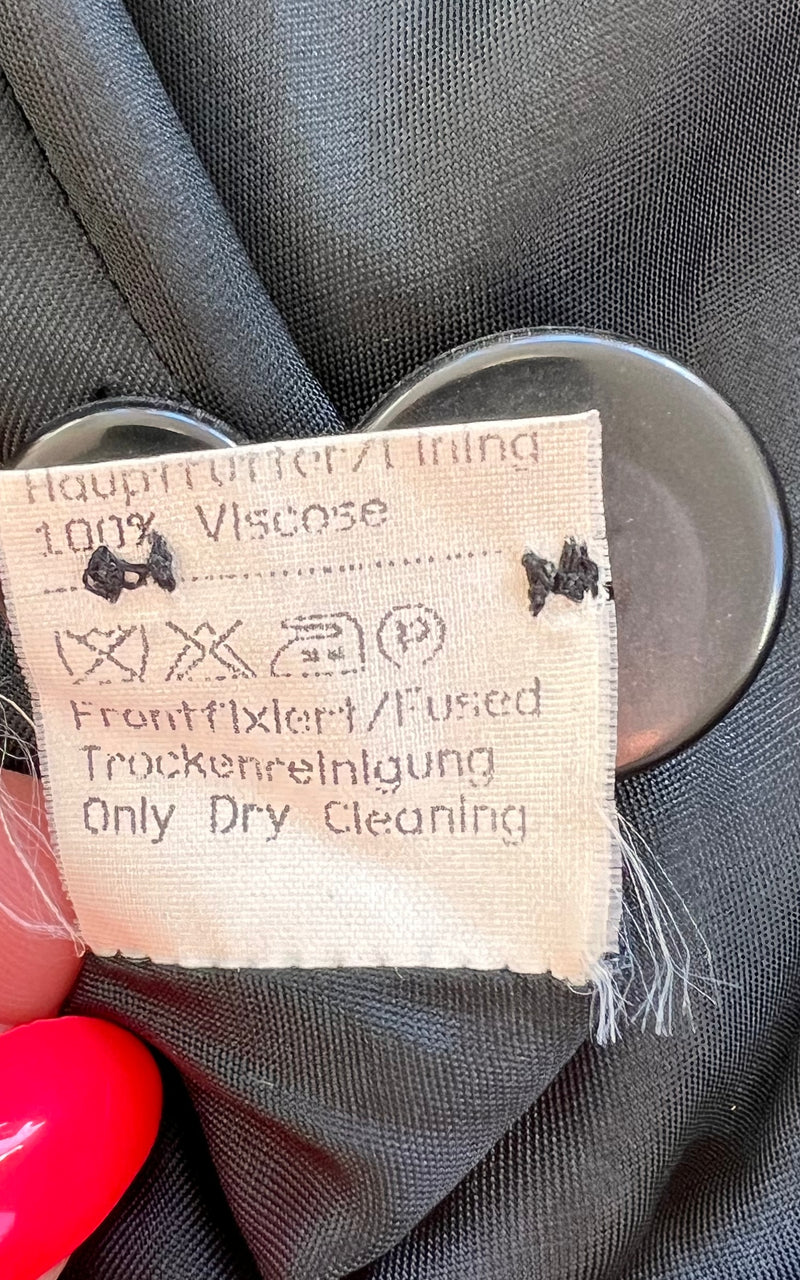 Hauptfutter/Lining
100% Viscose
P
Frontfixiert/Fused
Trockenreinigung
Only Dry Cleaning